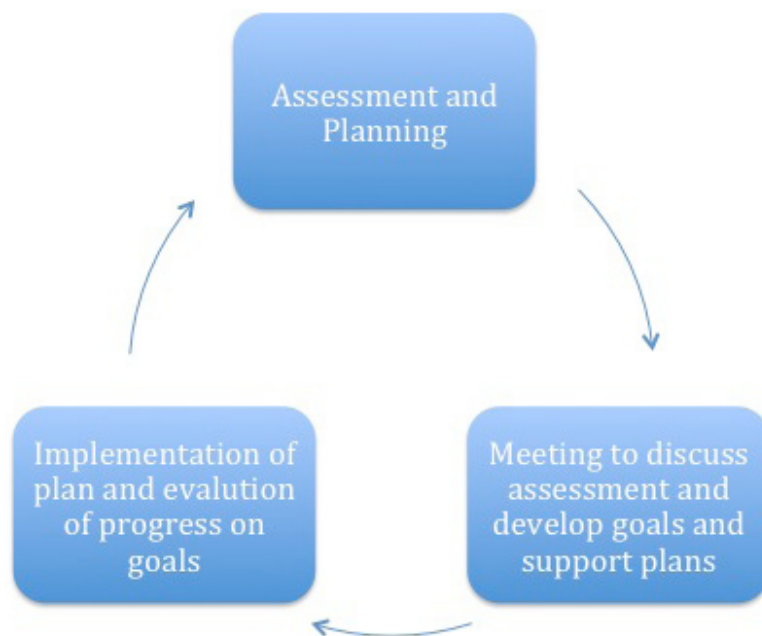 Assessment and
Planning
Meeting to discuss
assessment and
develop goals and
support plans
Implementation of
plan and evalution
of progress on
goals